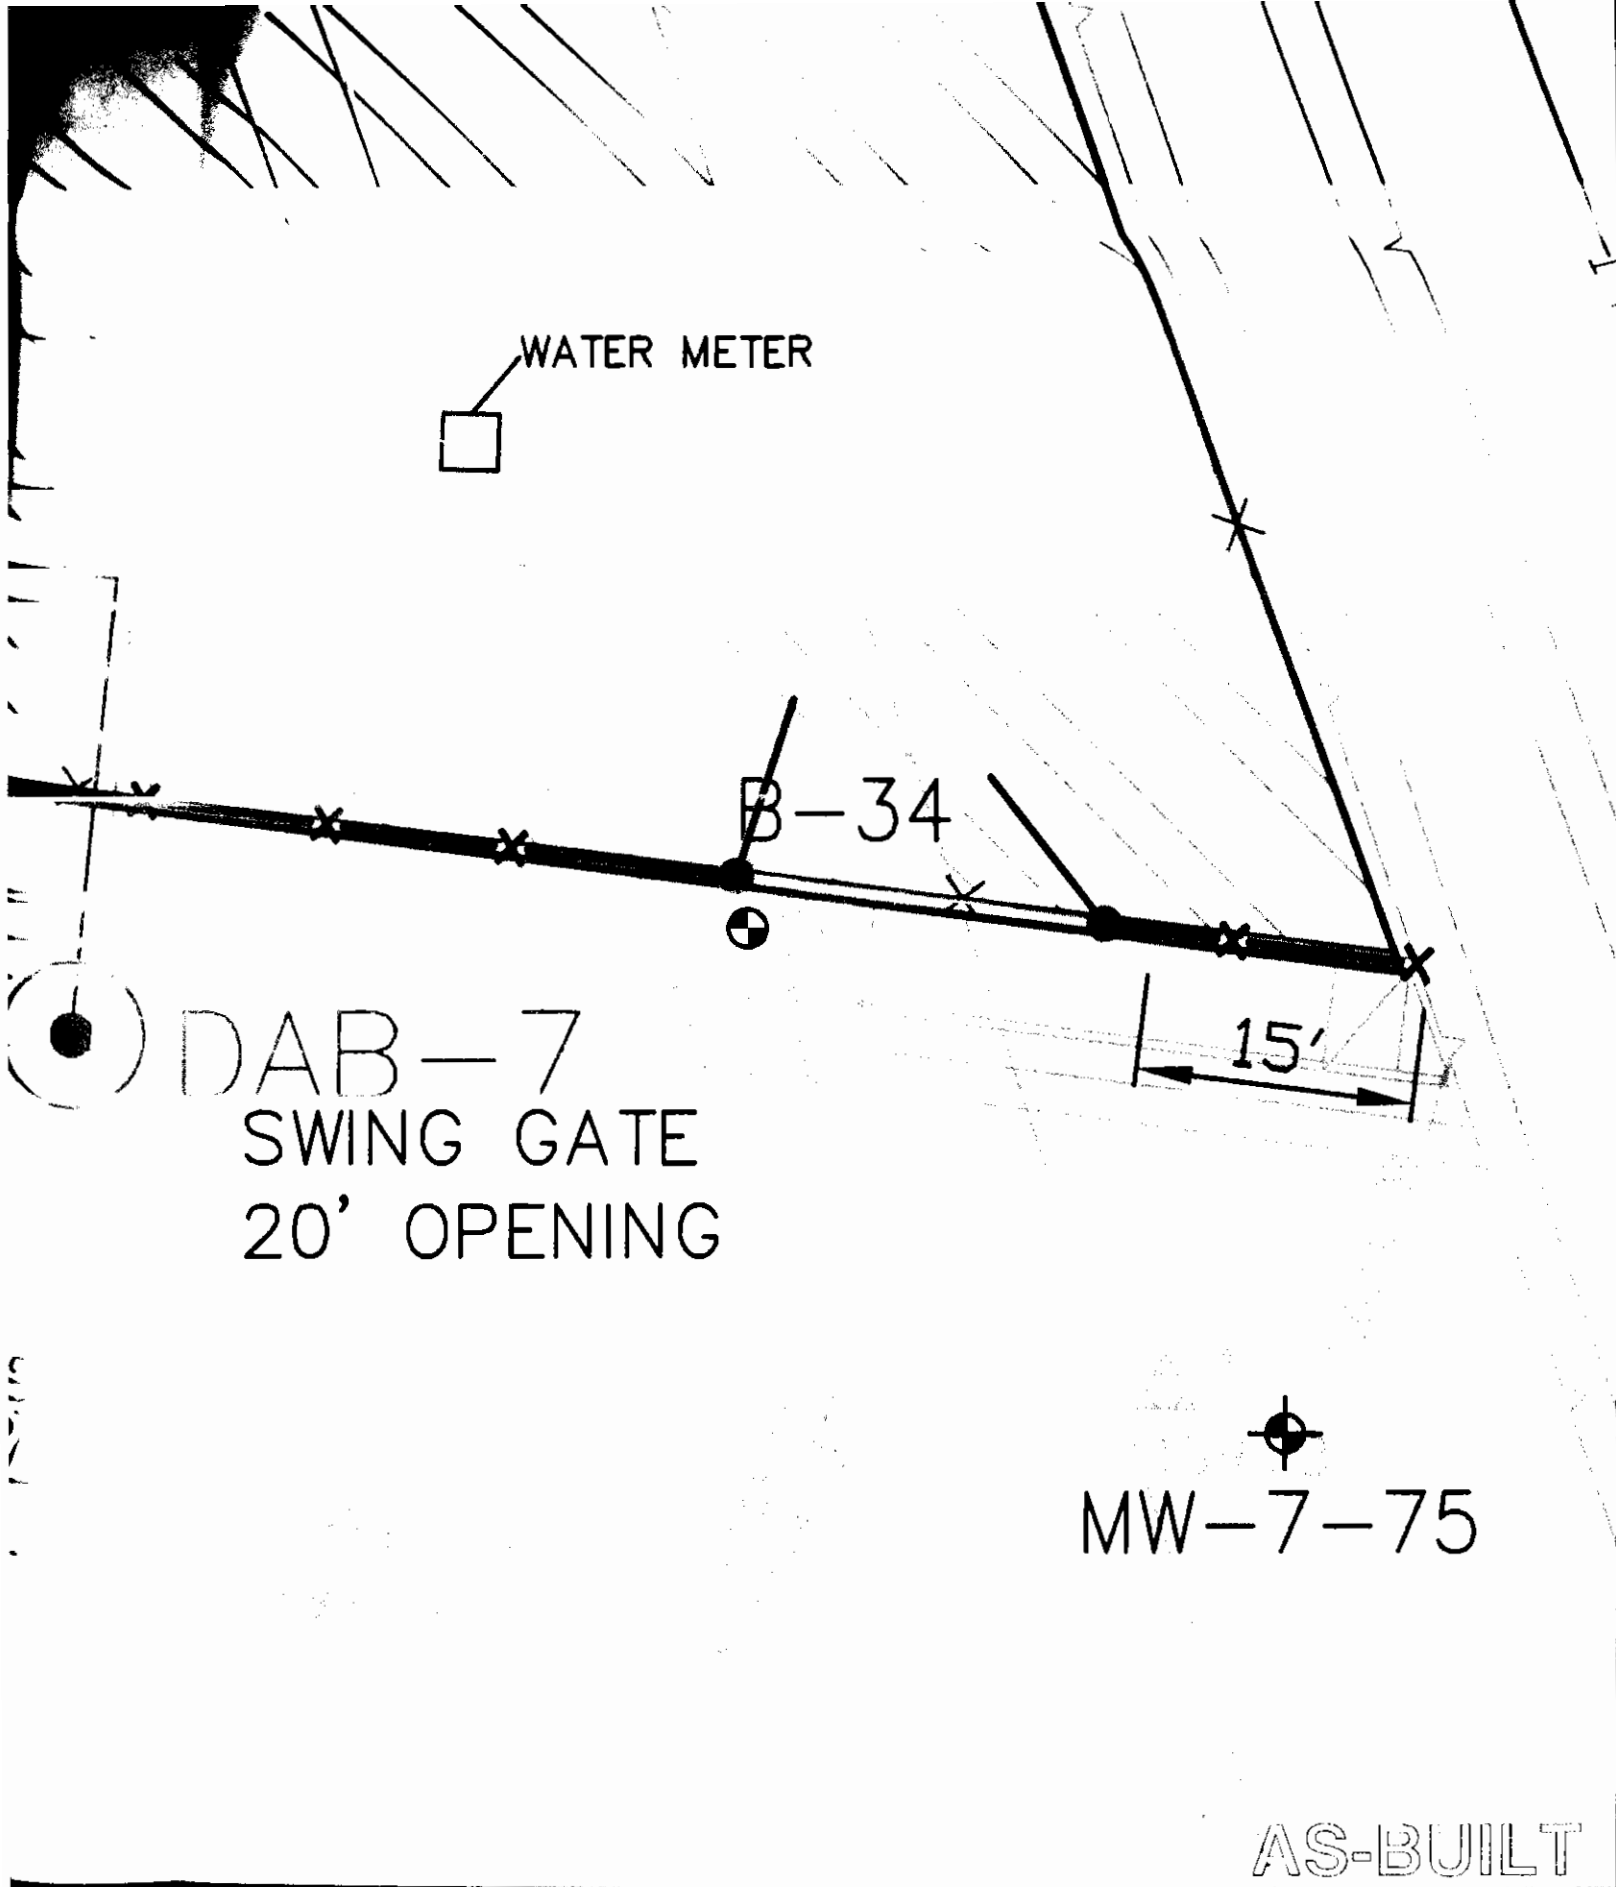 WATER METER
B-34
15'
DAB-7
SWING GATE
20' OPENING
MW-7-75
AS-BUILT